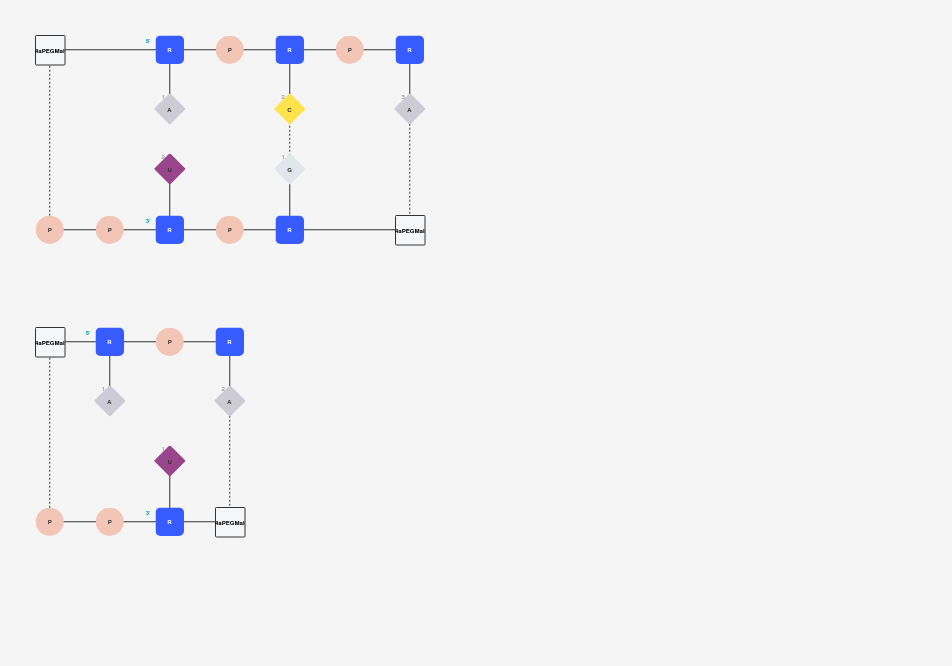 4aPEGMal 5' R P R P R
1 A 2 C 3 A
2 U 1 G
P P 3' R P R 4aPEGMal
4aPEGMal 5' R P R
1 A 2 A
1 U
P P 3' R 4aPEGMal